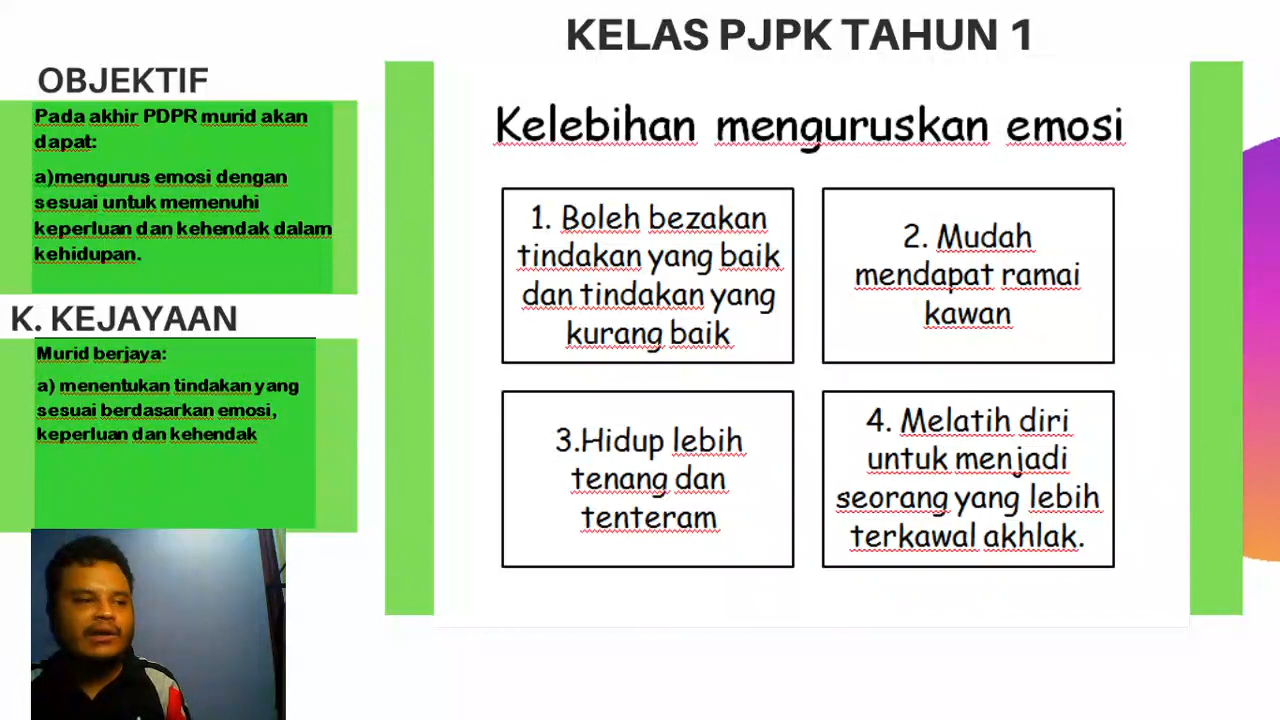 KELAS PJPK TAHUN 1
OBJEKTIF
Pada akhir PDPR murid akan
dapat:
a)mengurus emosi dengan
sesuai untuk memenuhi
keperluan dan kehendak dalam
kehidupan.
K. KEJAYAAN
Murid berjaya:
a) menentukan tindakan yang
sesuai berdasarkan emosi,
keperluan dan kehendak
Kelebihan menguruskan emosi
1. Boleh bezakan
tindakan yang baik
dan tindakan yang
kurang baik
2. Mudah
mendapat ramai
kawan
3.Hidup lebih
tenang dan
tenteram
4. Melatih diri
untuk menjadi
seorang yang lebih
terkawal akhlak.